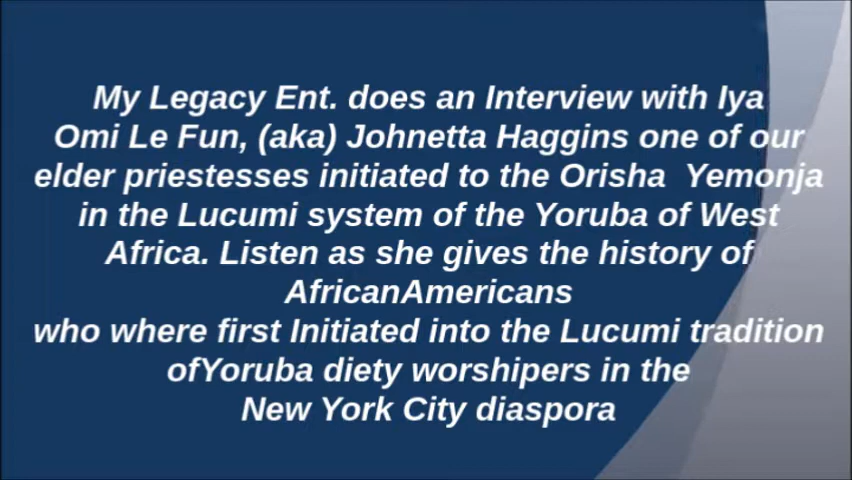 My Legacy Ent. does an Interview with Iya
Omi Le Fun, (aka) Johnetta Haggins one of our
elder priestesses initiated to the Orisha  Yemonja
in the Lucumi system of the Yoruba of West
Africa. Listen as she gives the history of
AfricanAmericans
who where first Initiated into the Lucumi tradition
ofYoruba diety worshipers in the
New York City diaspora